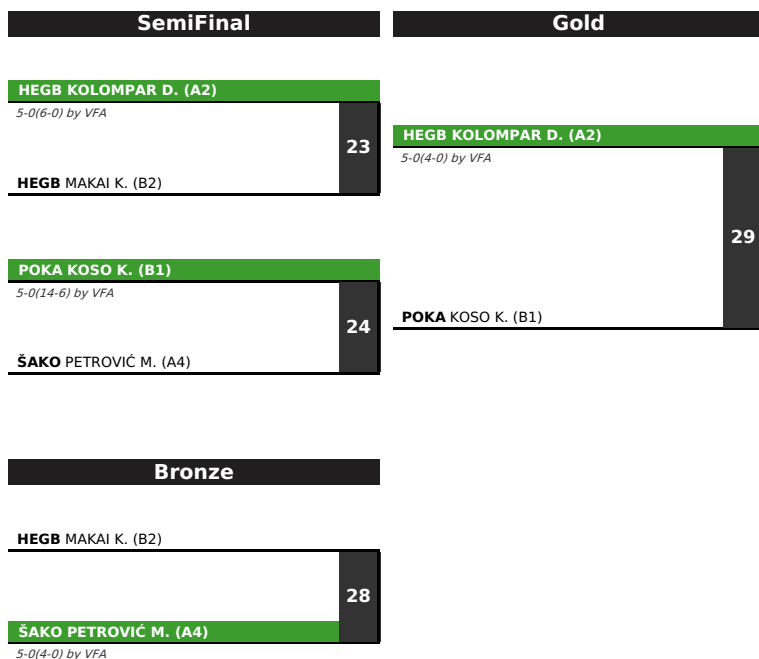 SemiFinal
HEGB KOLOMPAR D. (A2)
5-0(6-0) by VFA
23
HEGB MAKAI K. (B2)
POKA KOSO K. (B1)
5-0(14-6) by VFA
24
ŠAKO PETROVIĆ M. (A4)
Gold
HEGB KOLOMPAR D. (A2)
5-0(4-0) by VFA
29
POKA KOSO K. (B1)
Bronze
HEGB MAKAI K. (B2)
28
ŠAKO PETROVIĆ M. (A4)
5-0(4-0) by VFA